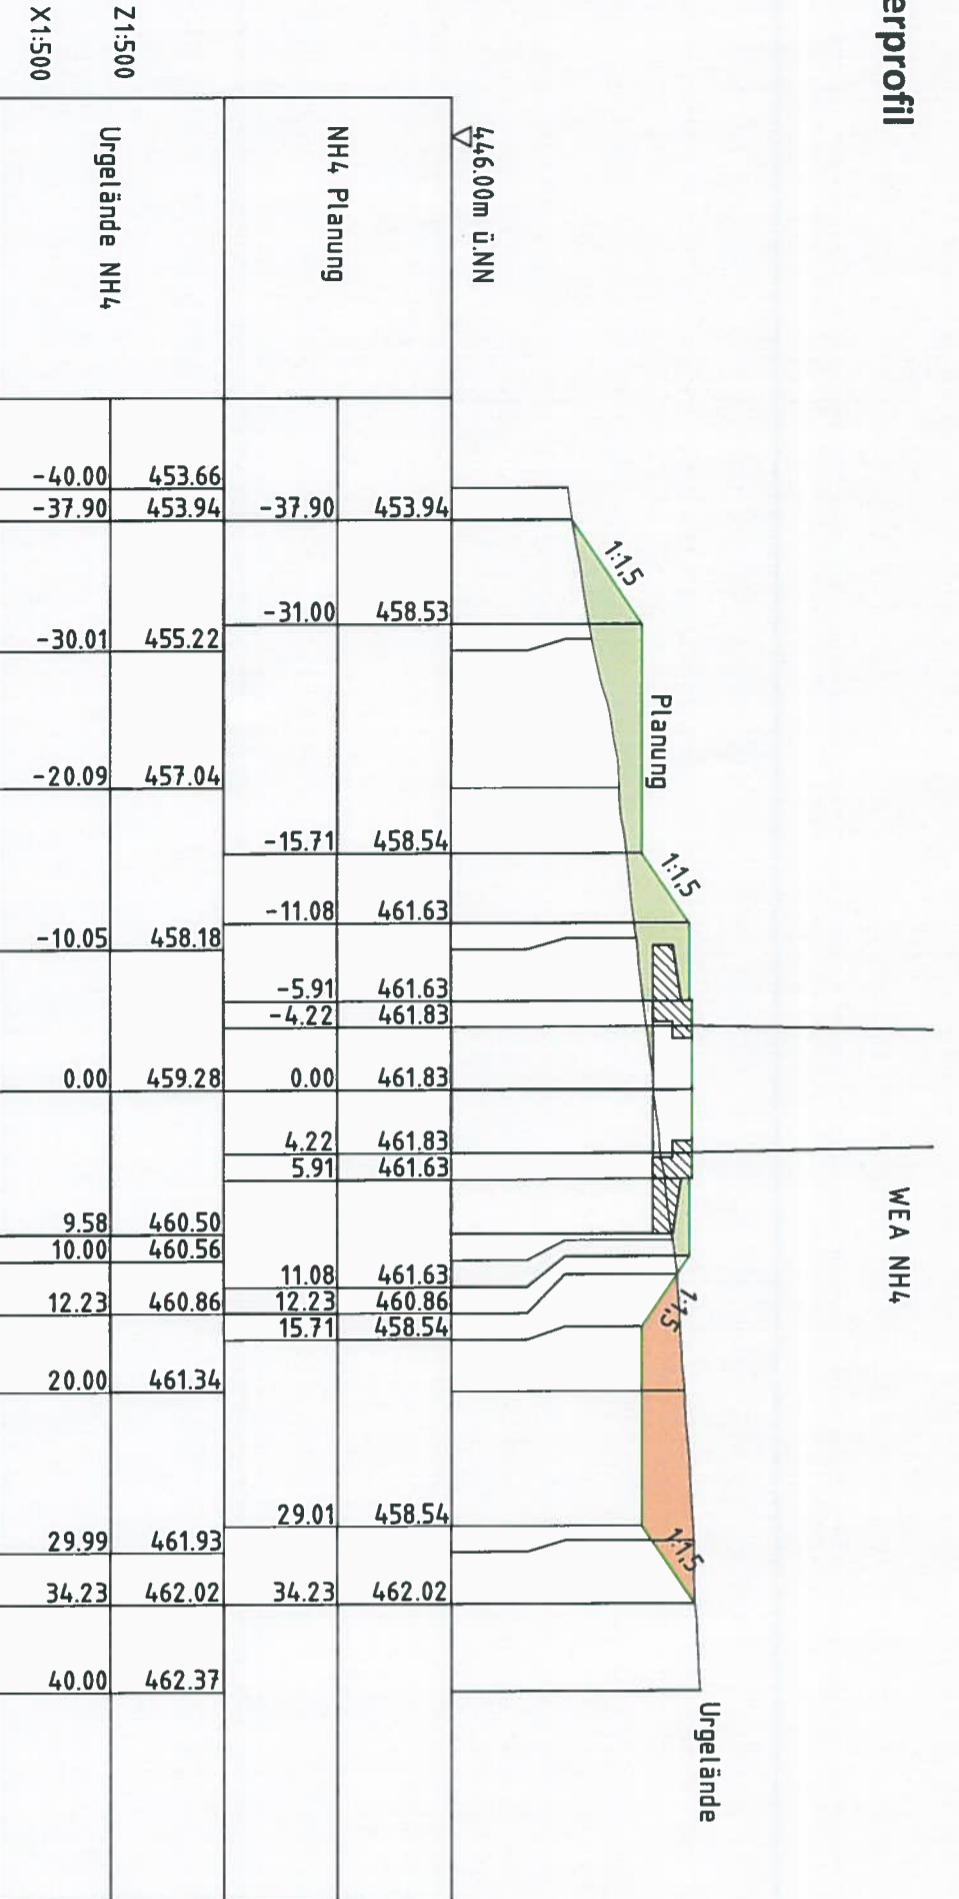 erprofil
WEA NH4
Urgelände
Planung
1:1,5
1:1,5
1:1,5
1:1,5
446.00m ü.NN
NH4 Planung
453.94 458.53 458.54 461.63 461.63 461.83 461.83 461.83 461.63 461.63 460.86 458.54 458.54 462.02
-37.90 -31.00 -15.71 -11.08 -5.91 -4.22 0.00 4.22 5.91 11.08 12.23 15.71 29.01 34.23
Urgelände NH4
453.66 453.94 455.22 457.04 458.18 459.28 460.50 460.56 460.86 461.34 461.93 462.02 462.37
-40.00 -37.90 -30.01 -20.09 -10.05 0.00 9.58 10.00 12.23 20.00 29.99 34.23 40.00
Z1:500
X1:500